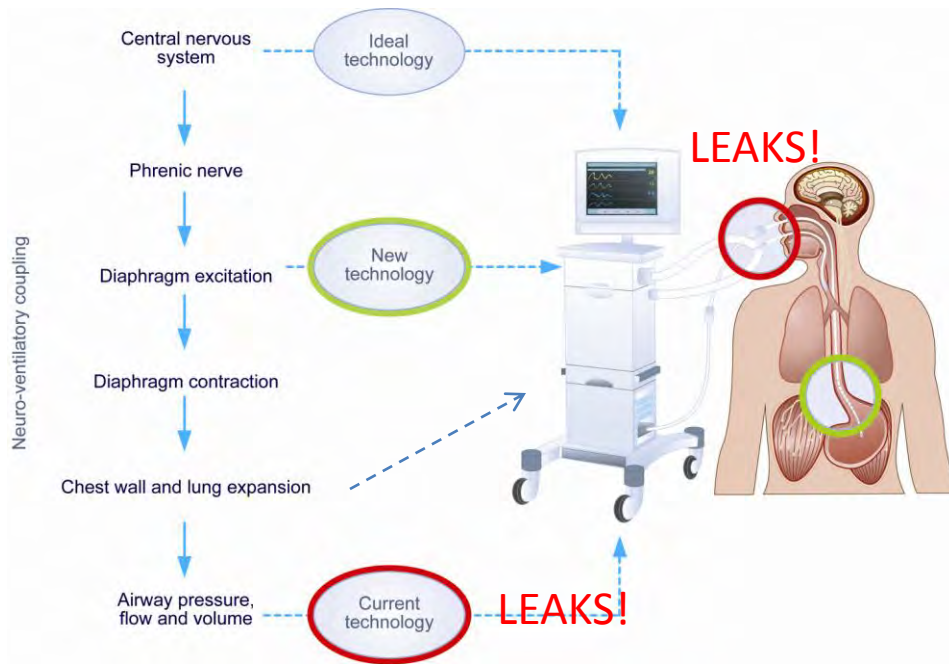 Central nervous
system
Ideal
technology
LEAKS!
Phrenic nerve
Neuro-ventilatory coupling
Diaphragm excitation
New
technology
Diaphragm contraction
Chest wall and lung expansion
Airway pressure,
flow and volume
Current
technology
LEAKS!